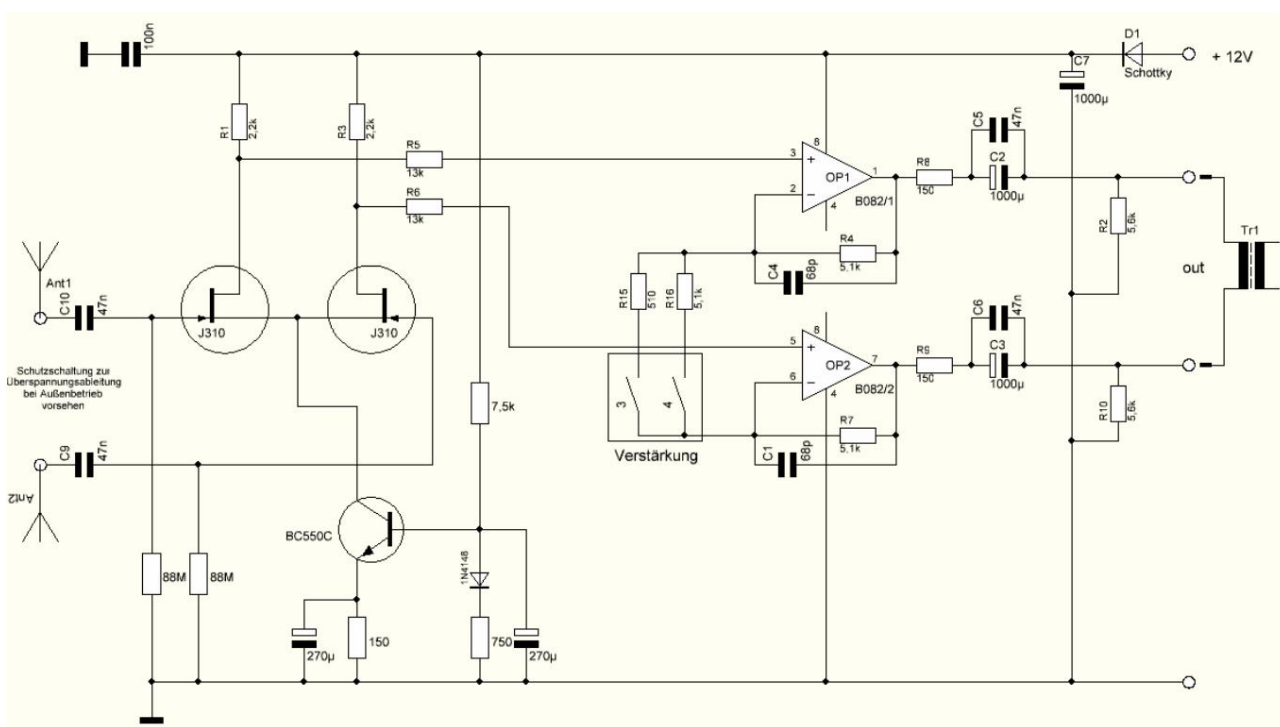 100n
D1
Schottky
+ 12V
C7
1000µ
R1
2,2k
R3
2,2k
R5
13k
R6
13k
8
3
+
2
−
OP1
1
4
B082/1
R8
150
C5
47n
C2
1000µ
R2
5,6k
Tr1
out
R4
5,1k
C4
68p
R15
510
R16
5,1k
Ant1
C10
47n
J310
J310
Schutzschaltung zur
Überspannungsableitung
bei Außenbetrieb
vorsehen
8
5
+
6
−
OP2
7
4
B082/2
R9
150
C6
47n
C3
1000µ
R10
5,6k
R7
5,1k
C1
68p
3
4
Verstärkung
7,5k
C9
47n
Ant2
BC550C
1N4148
88M
88M
270µ
150
750
270µ